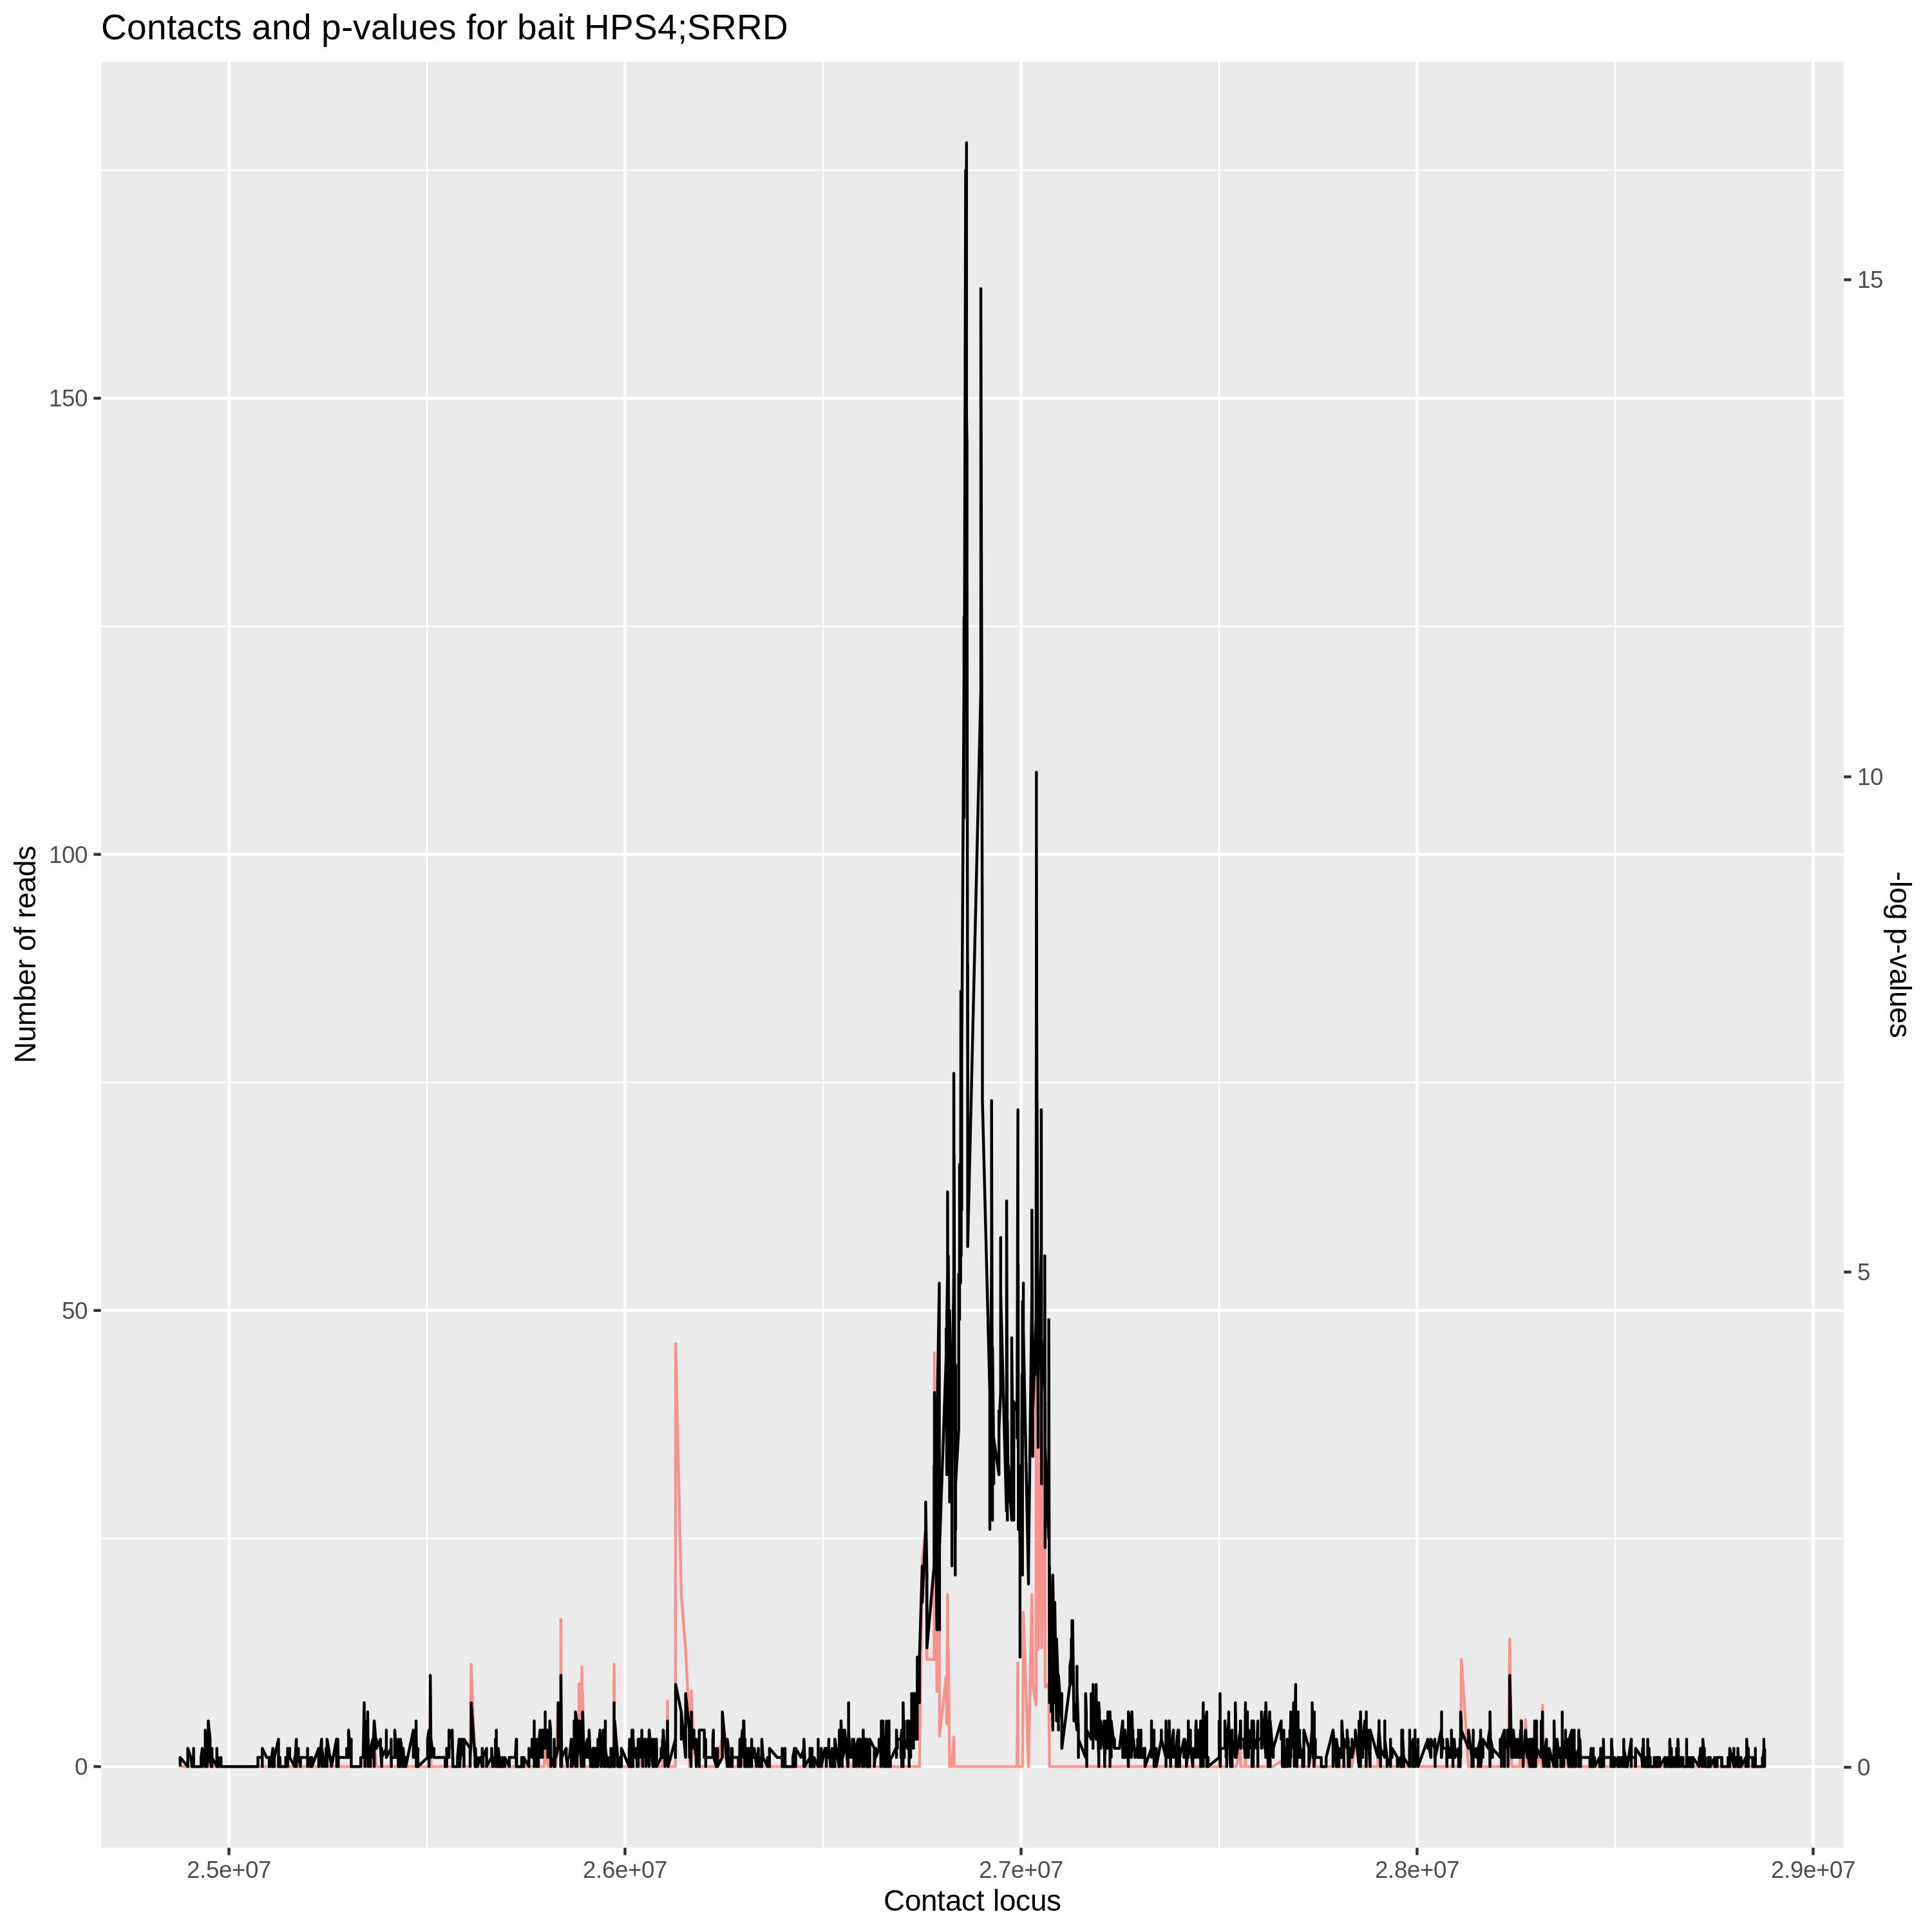 Contacts and p-values for bait HPS4;SRRD
Number of reads
150
100
50
0
15
10
5
0
-log p-values
2.5e+07
2.6e+07
2.7e+07
2.8e+07
2.9e+07
Contact locus